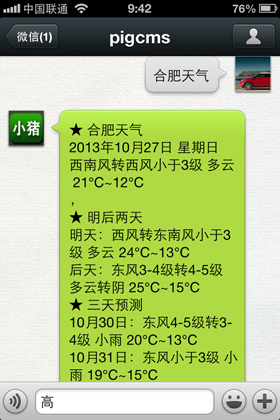 中国联通 9:42 76%
微信(1) pigcms
合肥天气
小猪
★ 合肥天气
2013年10月27日 星期日
西南风转西风小于3级 多云
21°C~12°C
,
★ 明后两天
明天：西风转东南风小于3
级 多云 24°C~13°C
后天：东风3-4级转4-5级
多云转阴 25°C~15°C
★ 三天预测
10月30日：东风4-5级转3-
4级 小雨 20°C~13°C
10月31日：东风小于3级 小
雨 19°C~15°C
高